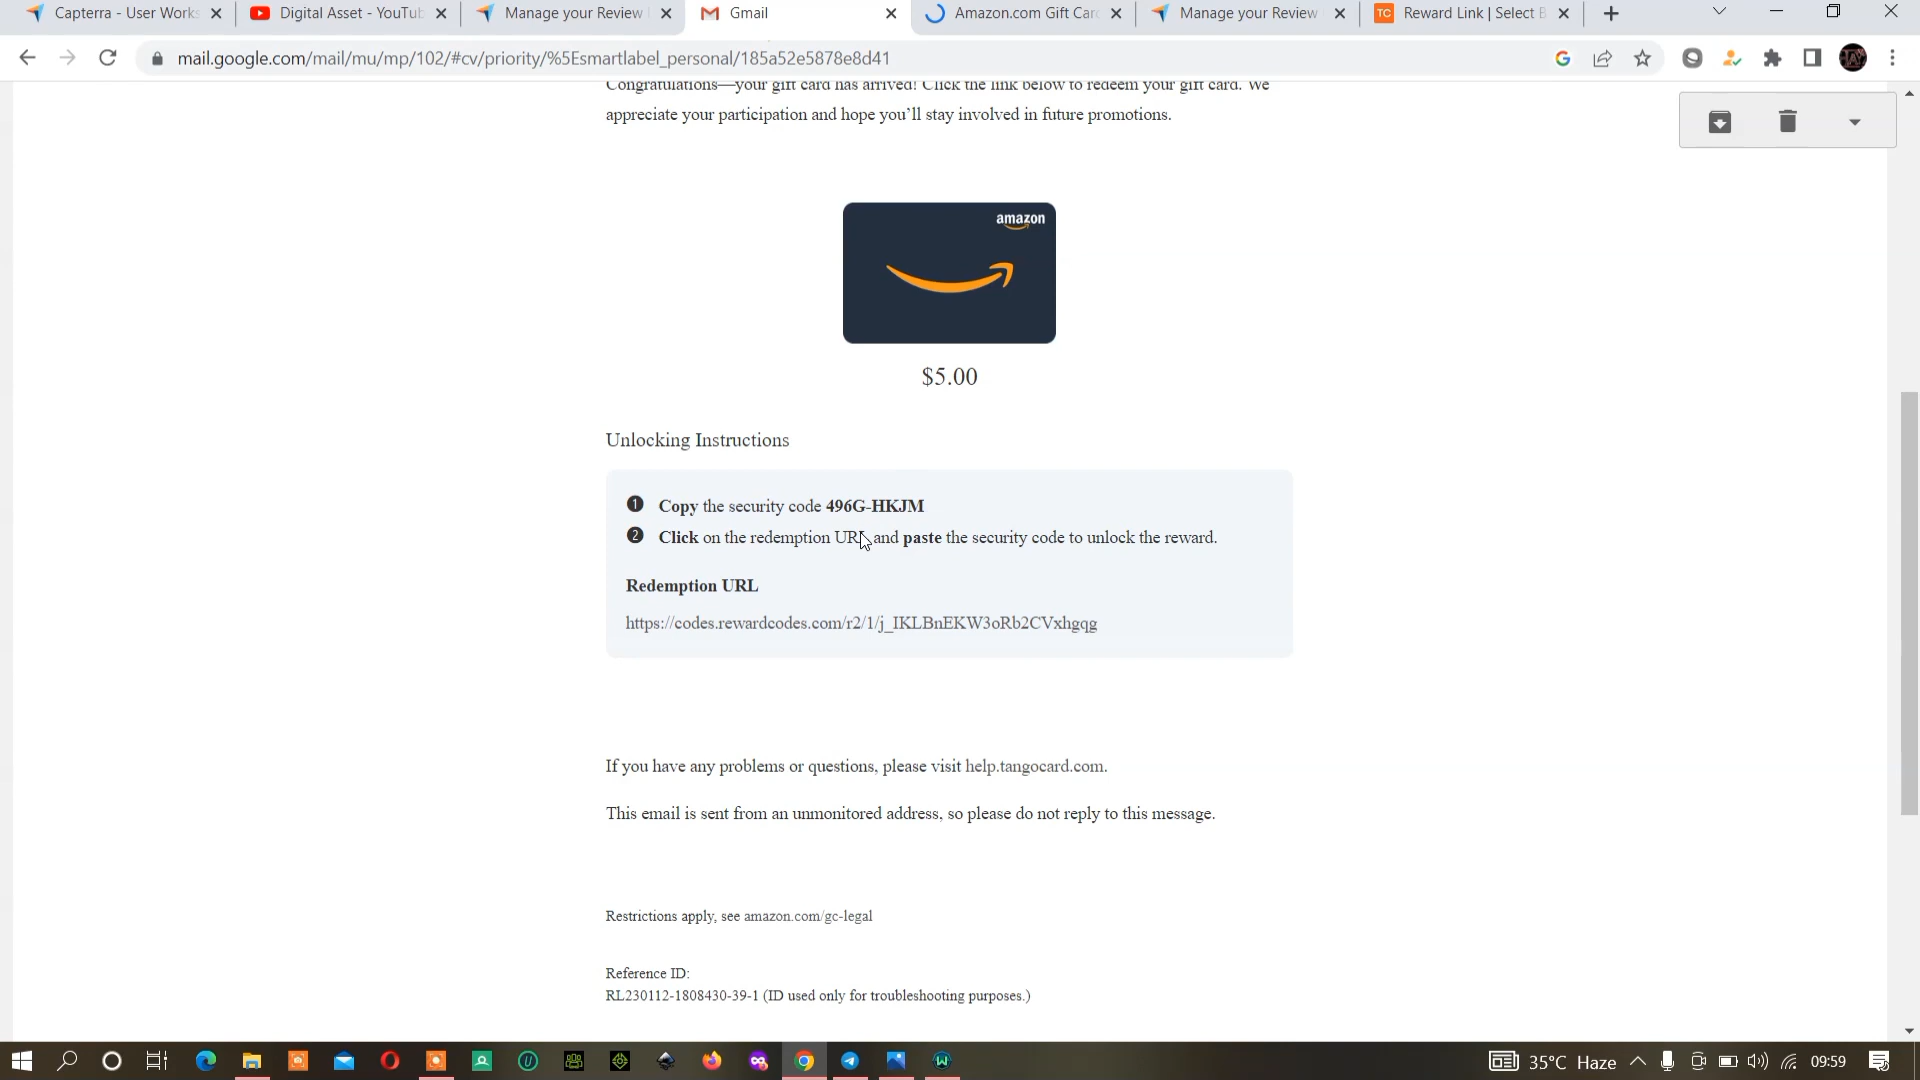 Capterra - User Works
Digital Asset - YouTub
Manage your Review
Gmail
Amazon.com Gift Car
Manage your Review
TC Reward Link | Select B
mail.google.com/mail/mu/mp/102/#cv/priority/%5Esmartlabel_personal/185a52e5878e8d41
Congratulations—your gift card has arrived! Click the link below to redeem your gift card. We
appreciate your participation and hope you’ll stay involved in future promotions.
amazon
$5.00
Unlocking Instructions
1 Copy the security code 496G-HKJM
2 Click on the redemption URL and paste the security code to unlock the reward.
Redemption URL
https://codes.rewardcodes.com/r2/1/j_IKLBnEKW3oRb2CVxhgqg
If you have any problems or questions, please visit help.tangocard.com.
This email is sent from an unmonitored address, so please do not reply to this message.
Restrictions apply, see amazon.com/gc-legal
Reference ID:
RL230112-1808430-39-1 (ID used only for troubleshooting purposes.)
35°C Haze
09:59